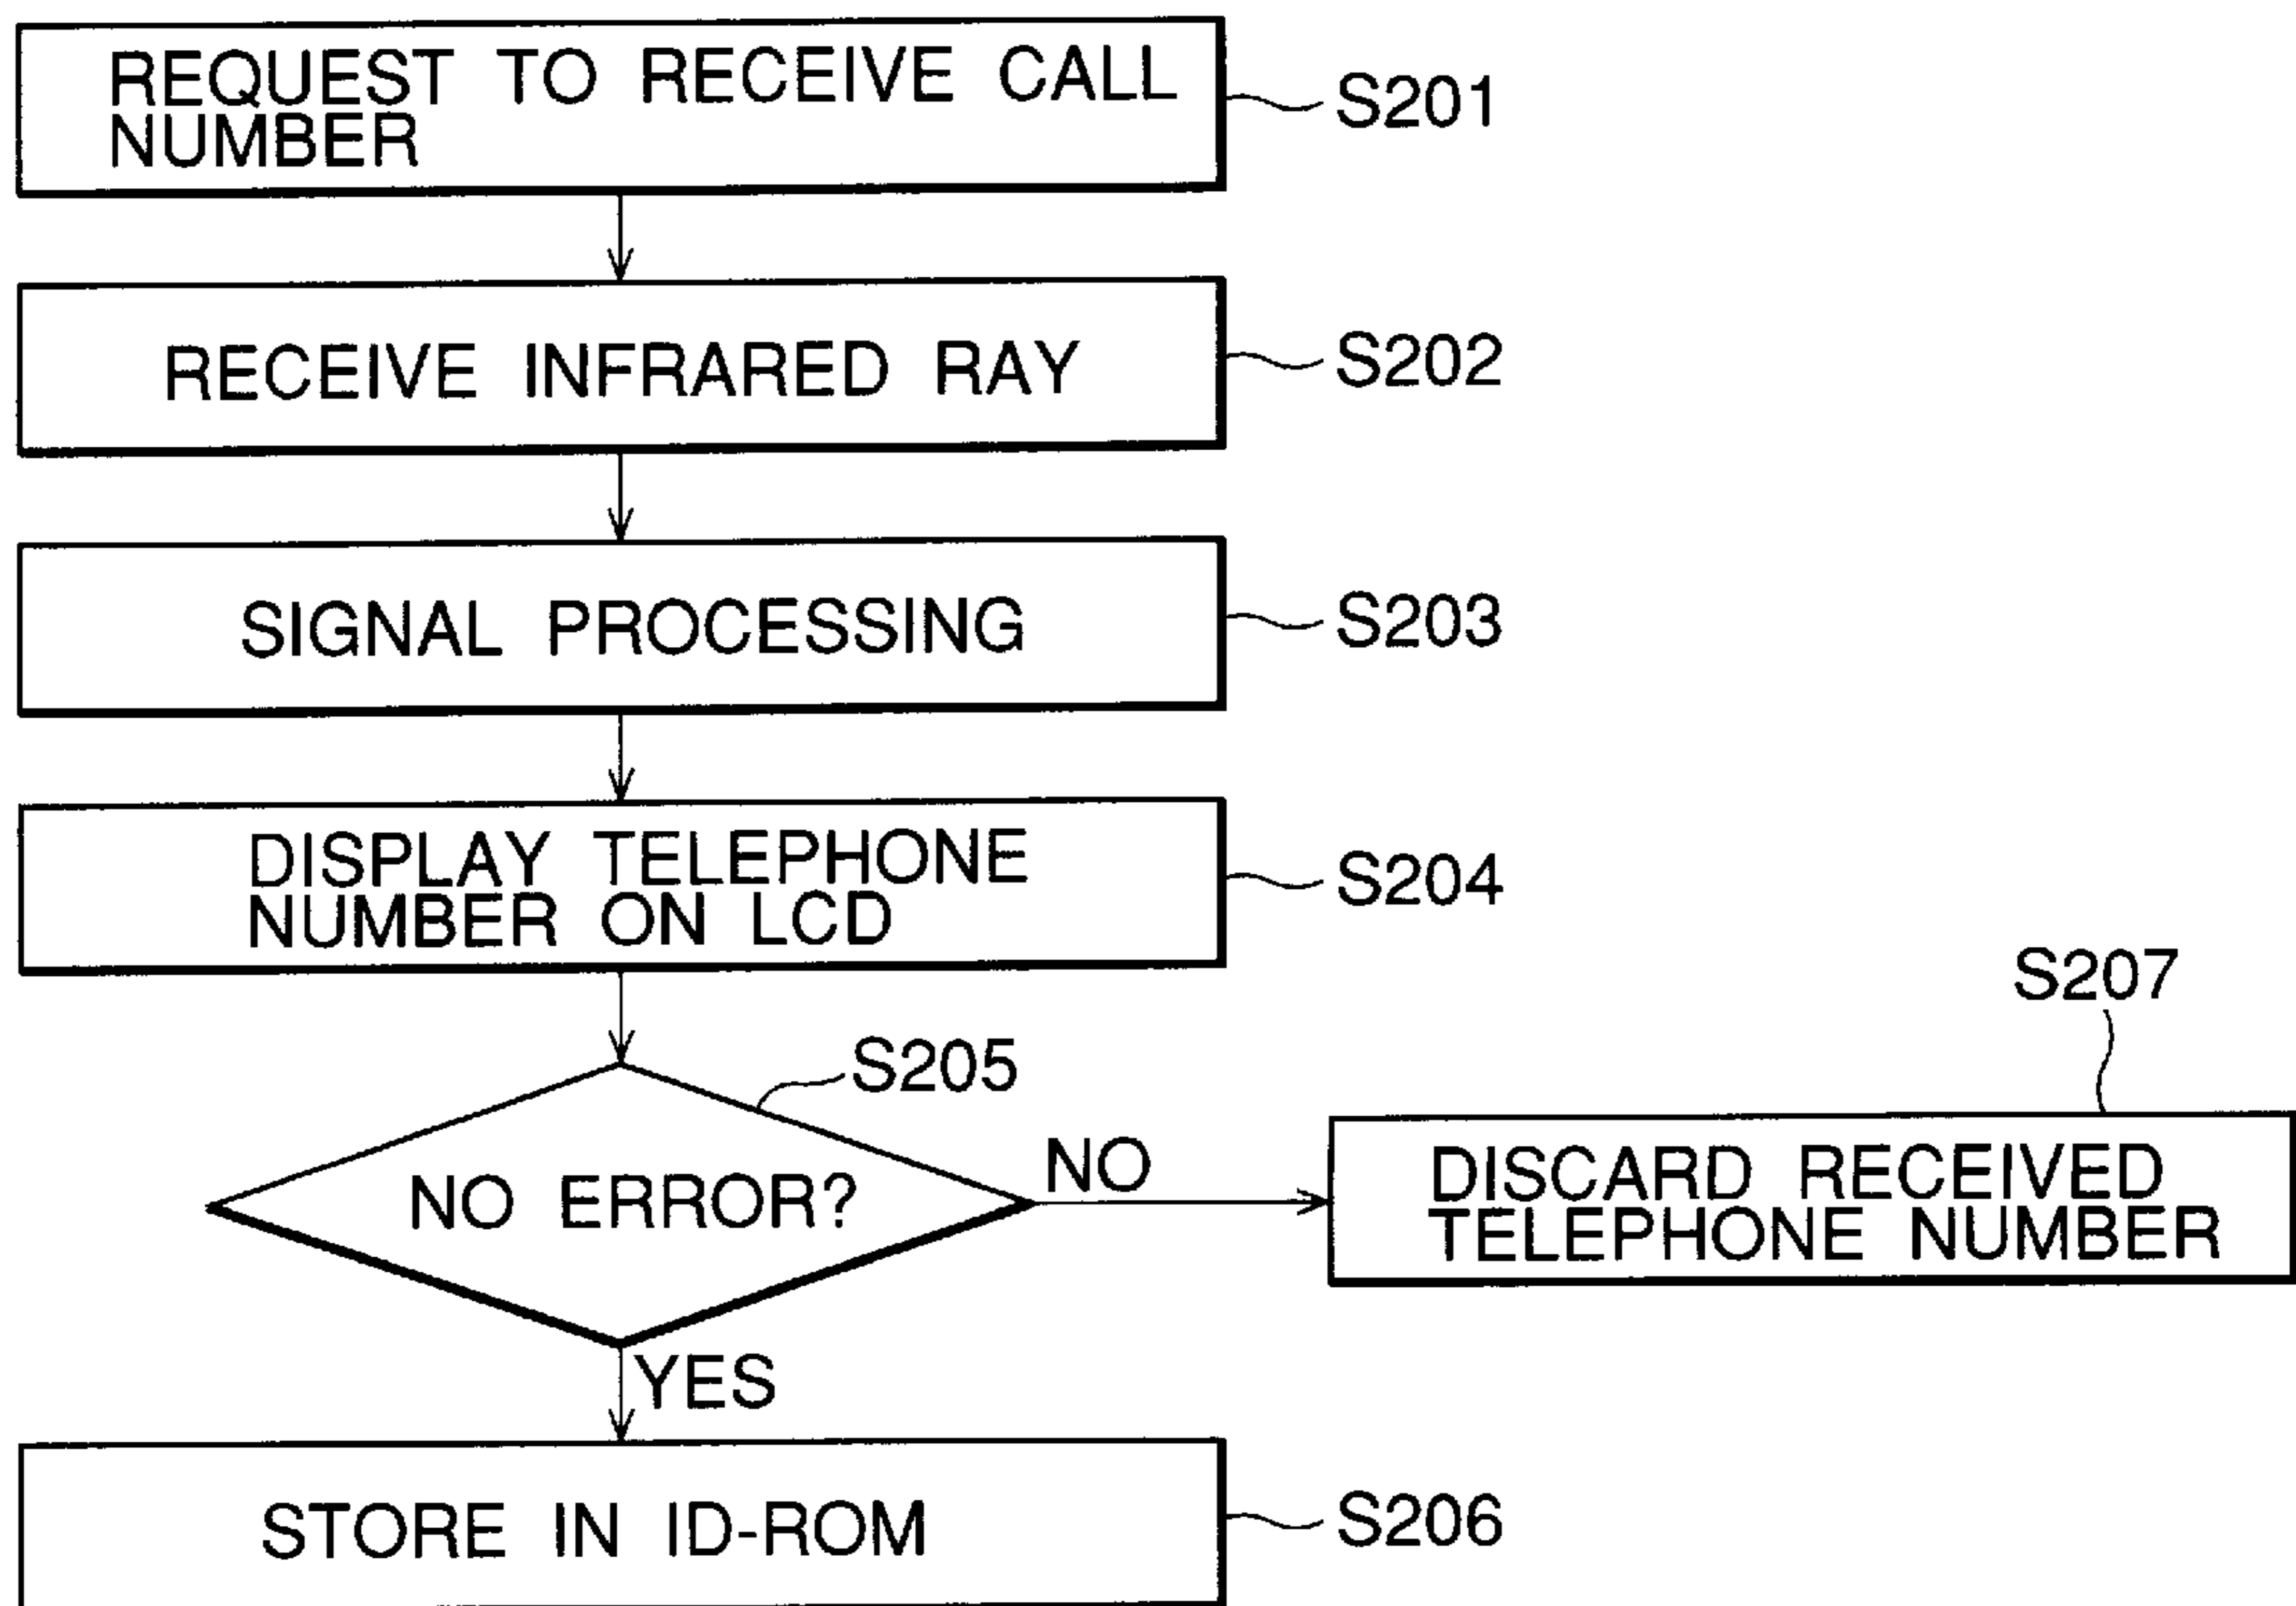 REQUEST TO RECEIVE CALL
NUMBER
S201
RECEIVE INFRARED RAY
S202
SIGNAL PROCESSING
S203
DISPLAY TELEPHONE
NUMBER ON LCD
S204
S205
NO ERROR?
NO
S207
DISCARD RECEIVED
TELEPHONE NUMBER
YES
STORE IN ID-ROM
S206